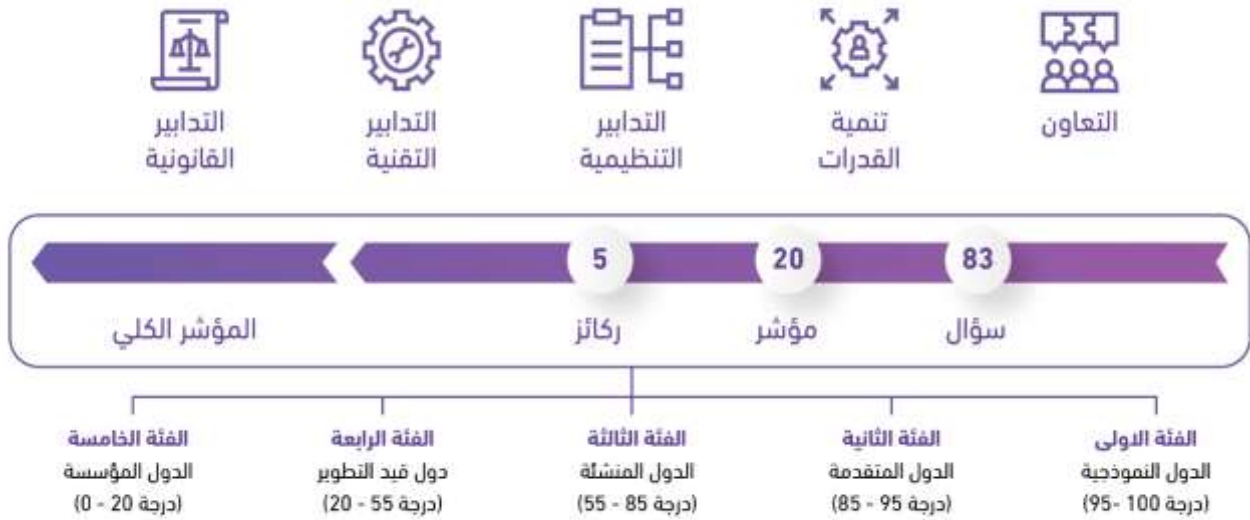 التعاون
تنمية
القدرات
التدابير
التنظيمية
التدابير
التقنية
التدابير
القانونية
83
20
5
سؤال
مؤشر
ركائز
المؤشر الكلي
الفئة الاولى
الدول النموذجية
(درجة 100 -95)
الفئة الثانية
الدول المتقدمة
(درجة 95 - 85)
الفئة الثالثة
الدول المنشئة
(درجة 85 - 55)
الفئة الرابعة
دول قيد التطوير
(درجة 55 - 20)
الفئة الخامسة
الدول المؤسسة
(درجة 20 - 0)